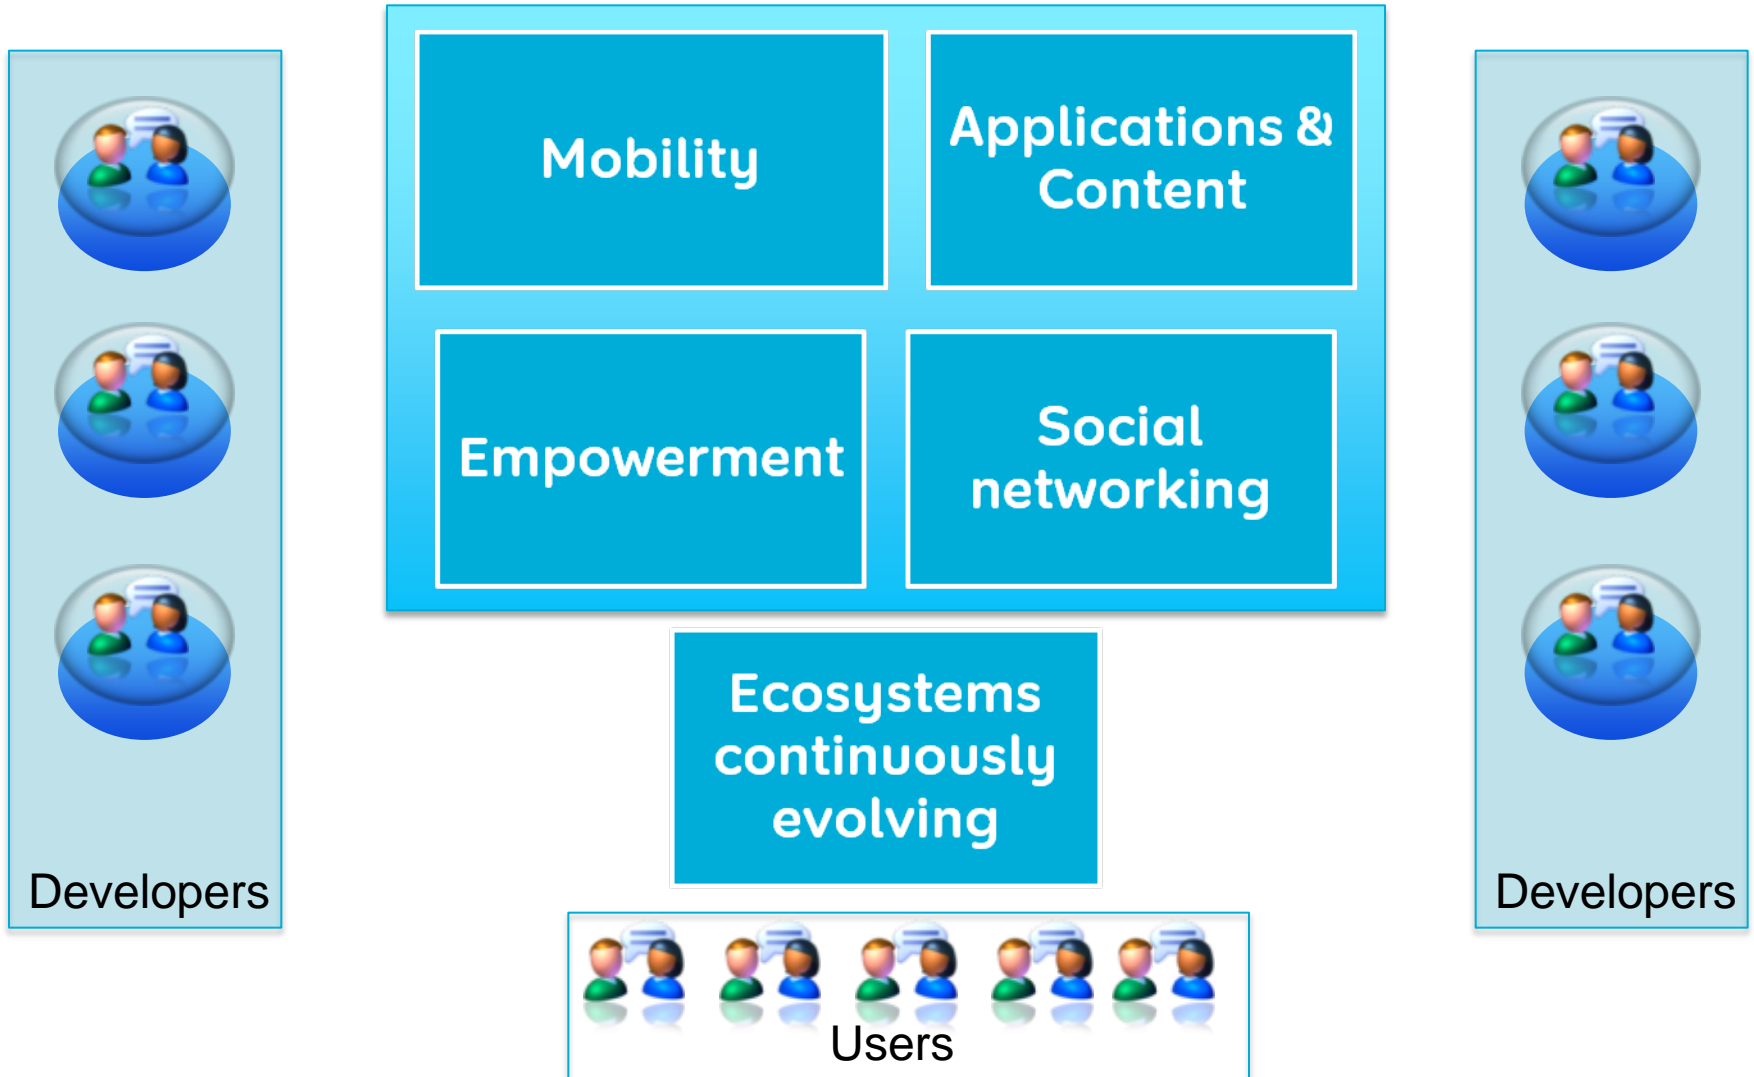 Mobility
Applications &
Content
Empowerment
Social
networking
Ecosystems
continuously
evolving
Developers
Developers
Users